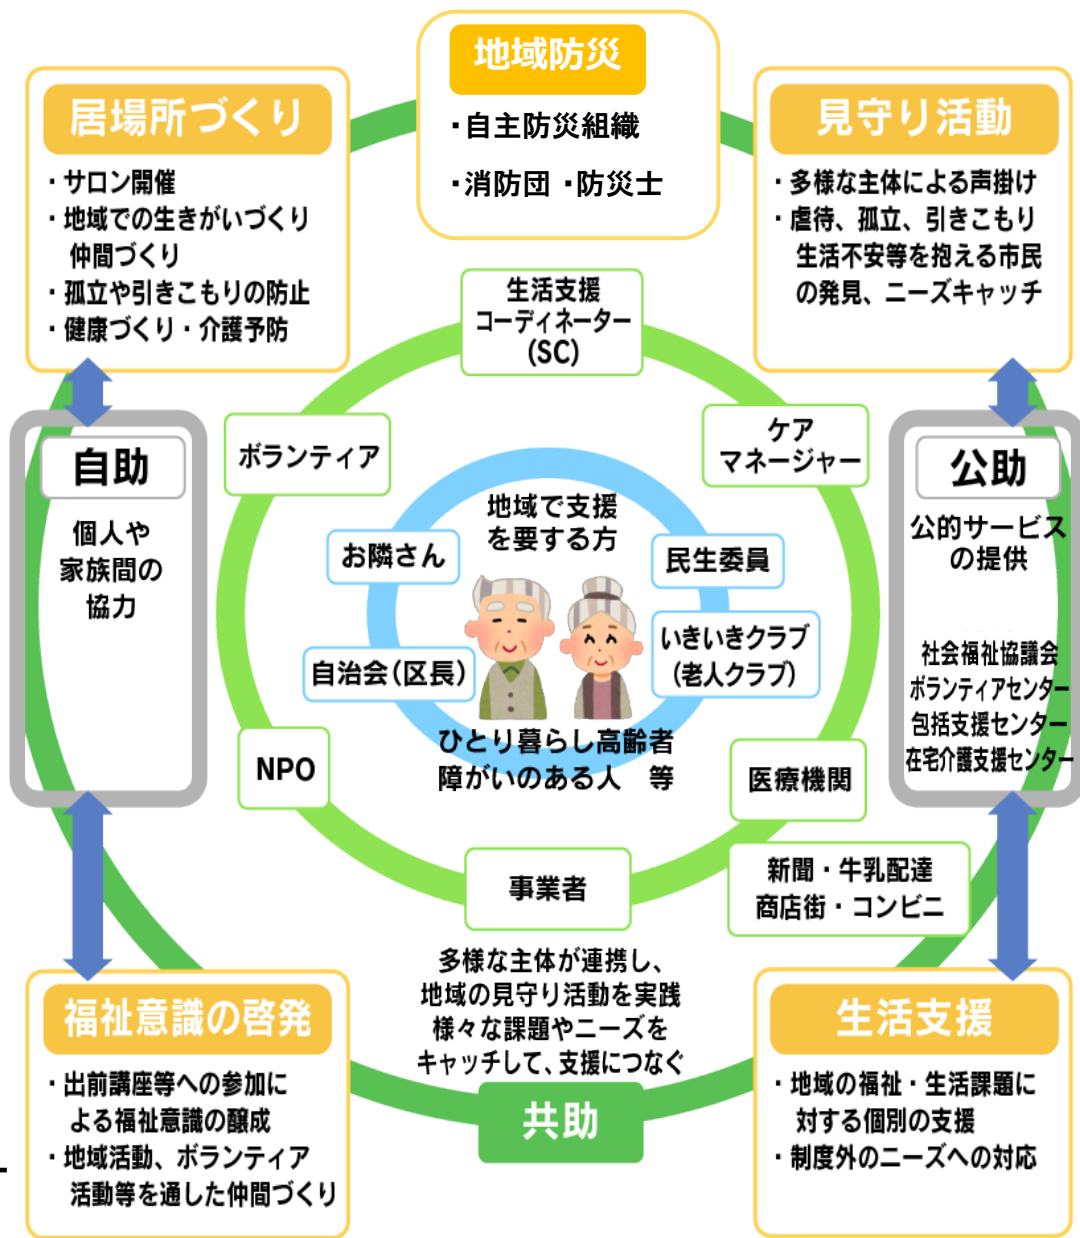 地域防災
・自主防災組織
・消防団 ・防災士
居場所づくり
・サロン開催
・地域での生きがいづくり
仲間づくり
・孤立や引きこもりの防止
・健康づくり・介護予防
見守り活動
・多様な主体による声掛け
・虐待、孤立、引きこもり
生活不安等を抱える市民
の発見、ニーズキャッチ
生活支援
コーディネーター
(SC)
ボランティア
ケア
マネージャー
自助
個人や
家族間の
協力
公助
公的サービス
の提供
社会福祉協議会
ボランティアセンター
包括支援センター
在宅介護支援センター
地域で支援
を要する方
お隣さん
民生委員
自治会(区長)
いきいきクラブ
(老人クラブ)
ひとり暮らし高齢者
障がいのある人 等
NPO
医療機関
事業者
新聞・牛乳配達
商店街・コンビニ
多様な主体が連携し、
地域の見守り活動を実践
様々な課題やニーズを
キャッチして、支援につなぐ
共助
福祉意識の啓発
・出前講座等への参加に
よる福祉意識の醸成
・地域活動、ボランティア
活動等を通した仲間づくり
生活支援
・地域の福祉・生活課題に
対する個別の支援
・制度外のニーズへの対応